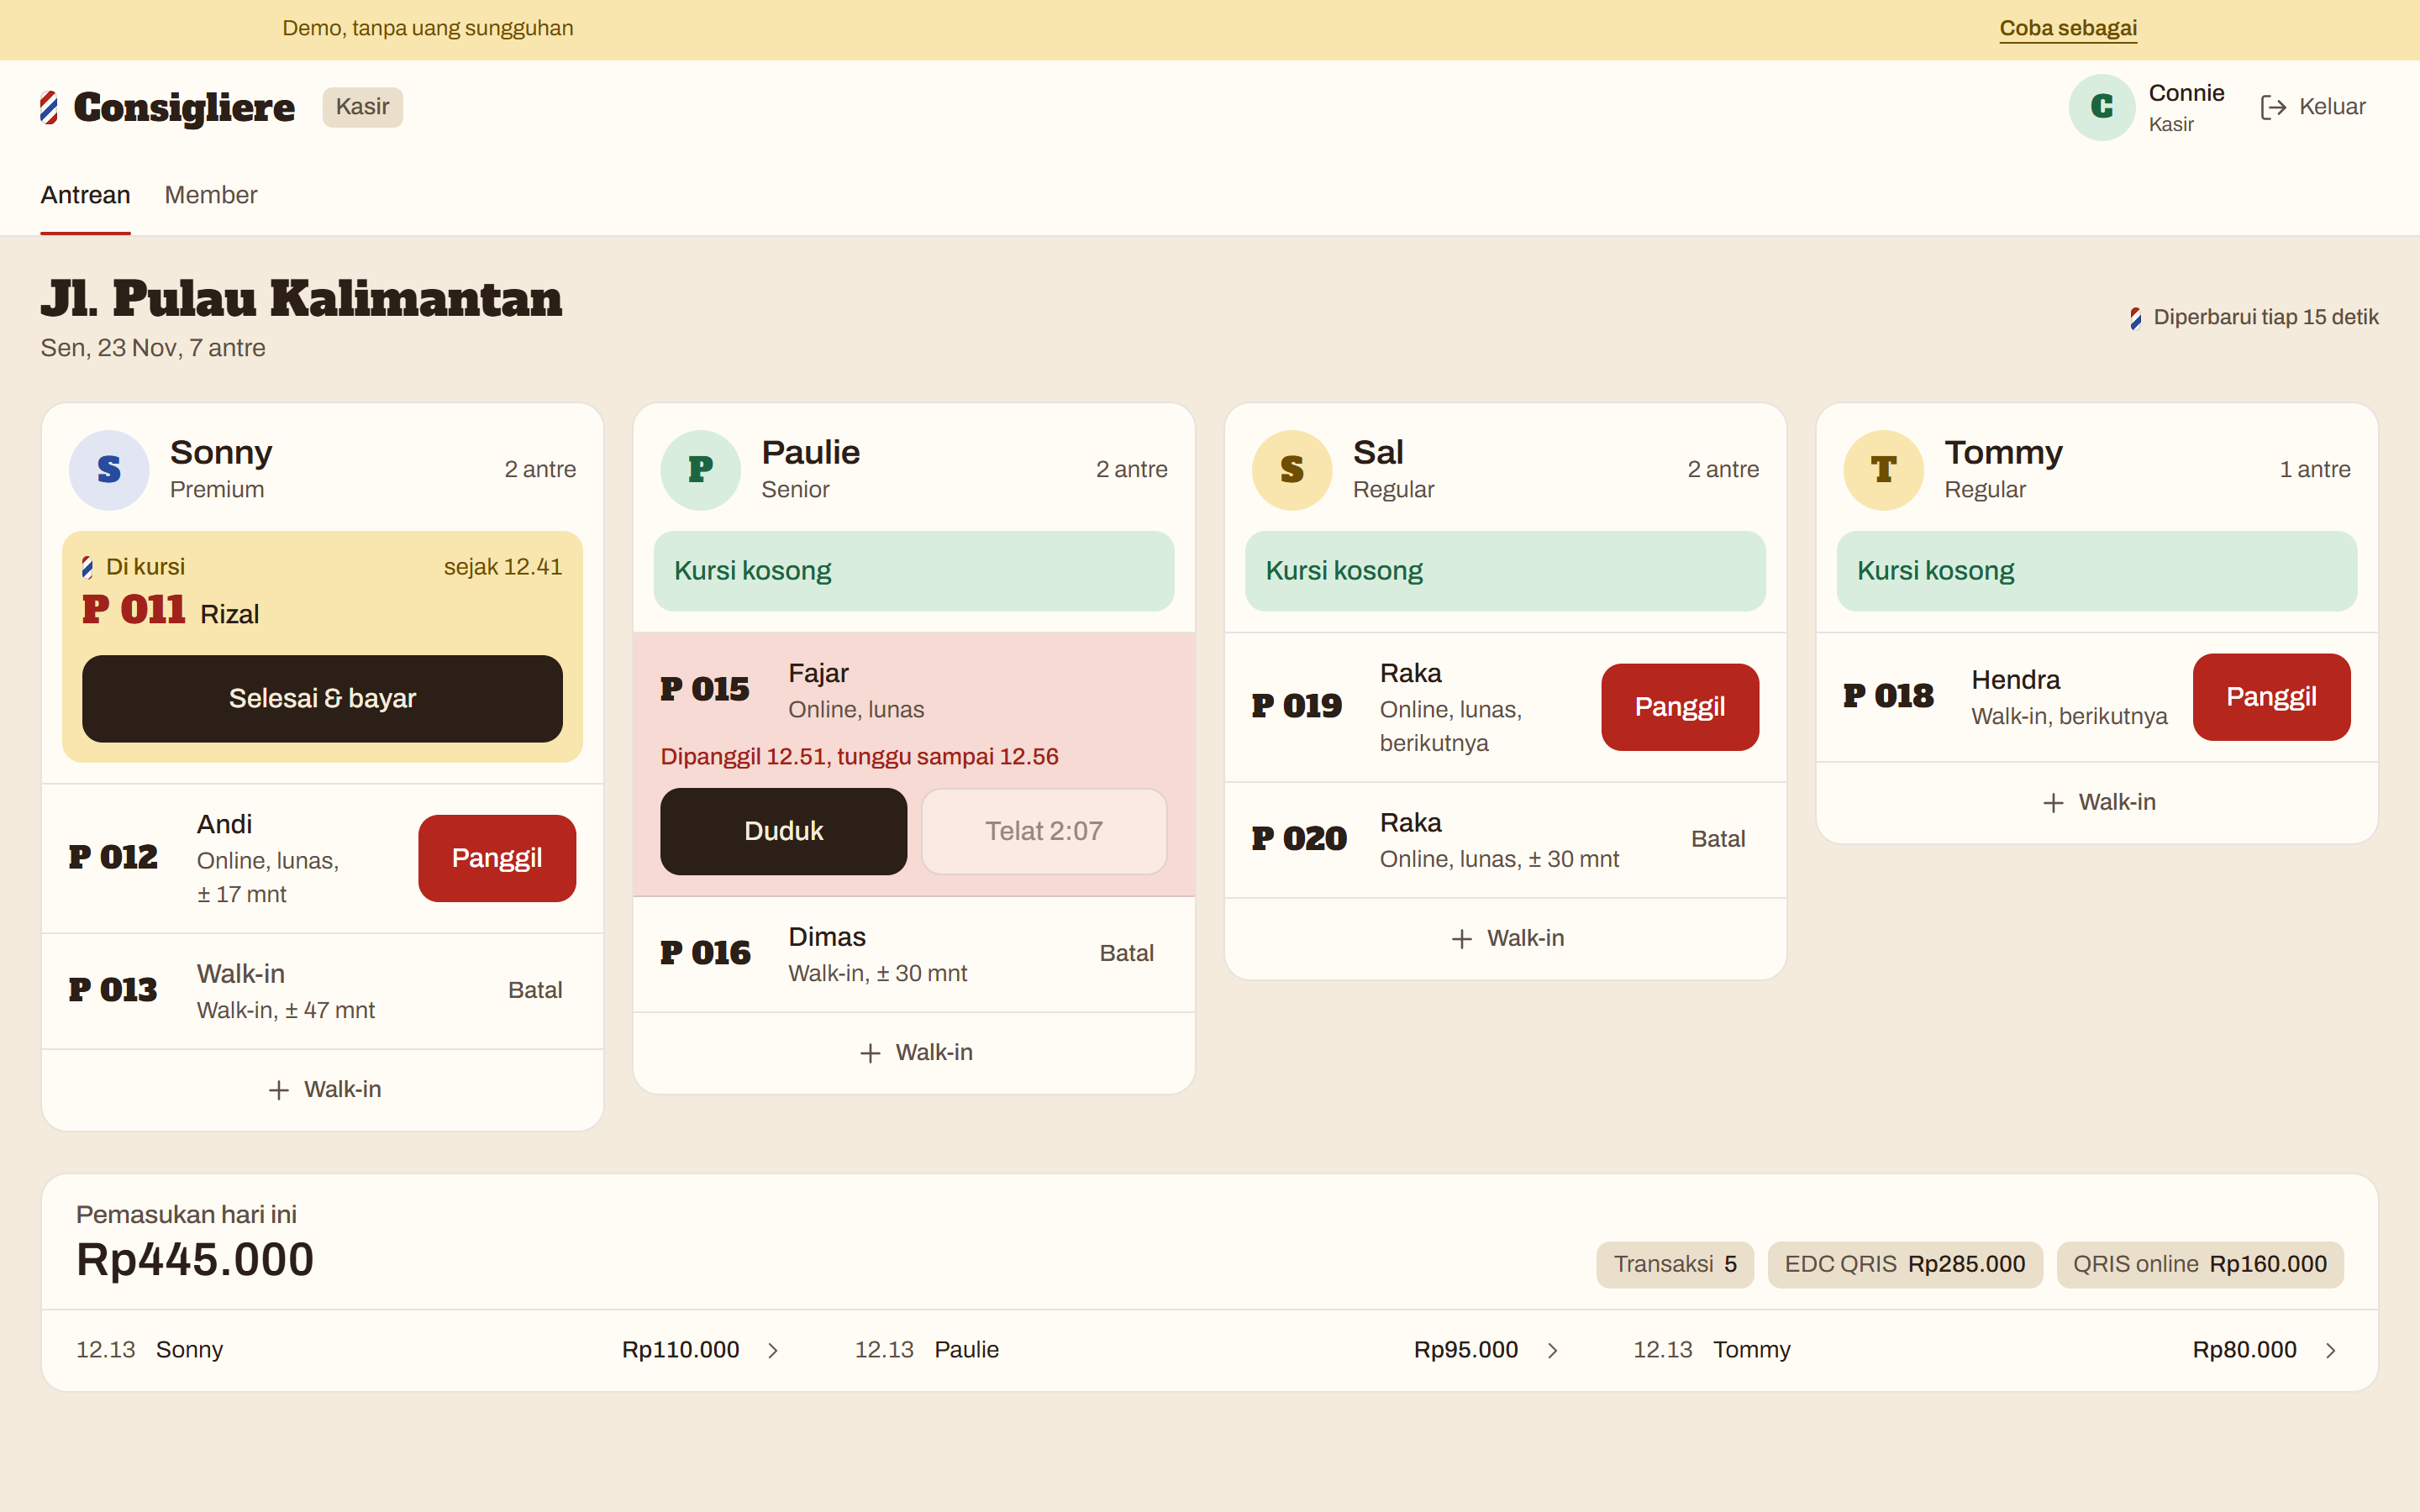 Demo, tanpa uang sungguhan
Coba sebagai
Consigliere
Kasir
C
Connie
Kasir
Keluar
Antrean
Member
Jl. Pulau Kalimantan
Sen, 23 Nov, 7 antre
Diperbarui tiap 15 detik
S
Sonny
Premium
2 antre
Di kursi
sejak 12.41
P 011 Rizal
Selesai & bayar
P 012
Andi
Online, lunas,
± 17 mnt
Panggil
P 013
Walk-in
Walk-in, ± 47 mnt
Batal
+ Walk-in
P
Paulie
Senior
2 antre
Kursi kosong
P 015
Fajar
Online, lunas
Dipanggil 12.51, tunggu sampai 12.56
Duduk
Telat 2:07
P 016
Dimas
Walk-in, ± 30 mnt
Batal
+ Walk-in
S
Sal
Regular
2 antre
Kursi kosong
P 019
Raka
Online, lunas,
berikutnya
Panggil
P 020
Raka
Online, lunas, ± 30 mnt
Batal
+ Walk-in
T
Tommy
Regular
1 antre
Kursi kosong
P 018
Hendra
Walk-in, berikutnya
Panggil
+ Walk-in
Pemasukan hari ini
Rp445.000
Transaksi 5
EDC QRIS Rp285.000
QRIS online Rp160.000
12.13 Sonny Rp110.000
12.13 Paulie Rp95.000
12.13 Tommy Rp80.000